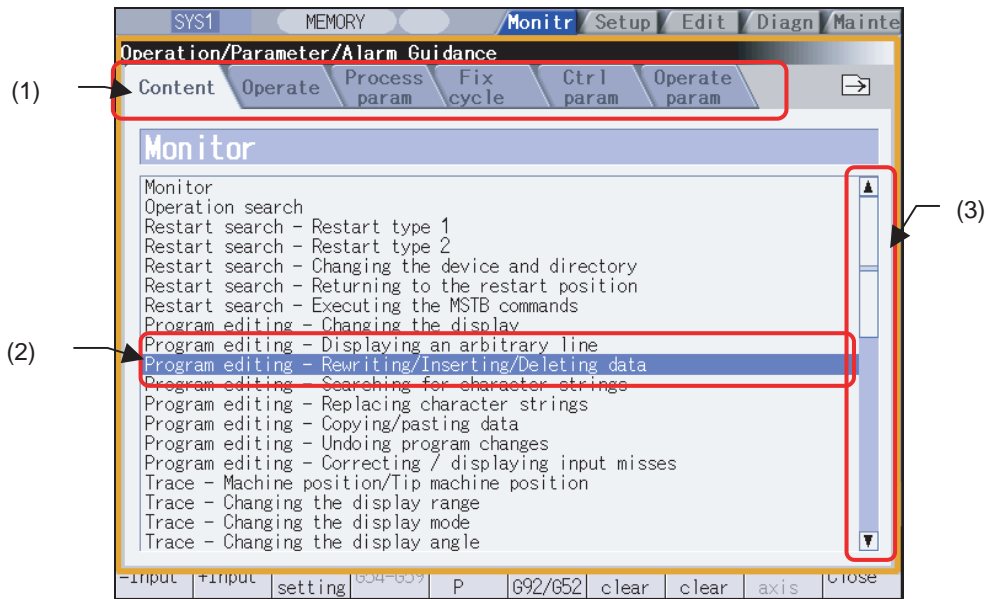 SYS1 MEMORY Monitr Setup Edit Diagn Mainte
Operation/Parameter/Alarm Guidance
(1)
Content Operate Process param Fix cycle Ctrl param Operate param
Monitor
Monitor
Operation search
Restart search - Restart type 1
Restart search - Restart type 2
Restart search - Changing the device and directory
Restart search - Returning to the restart position
Restart search - Executing the MSTB commands
Program editing - Changing the display
Program editing - Displaying an arbitrary line
Program editing - Rewriting/Inserting/Deleting data
Program editing - Searching for character strings
Program editing - Replacing character strings
Program editing - Copying/pasting data
Program editing - Undoing program changes
Program editing - Correcting / displaying input misses
Trace - Machine position/Tip machine position
Trace - Changing the display range
Trace - Changing the display mode
Trace - Changing the display angle
(2)
(3)
-Input +Input setting G54-G59 P G92/G52 clear clear axis Close